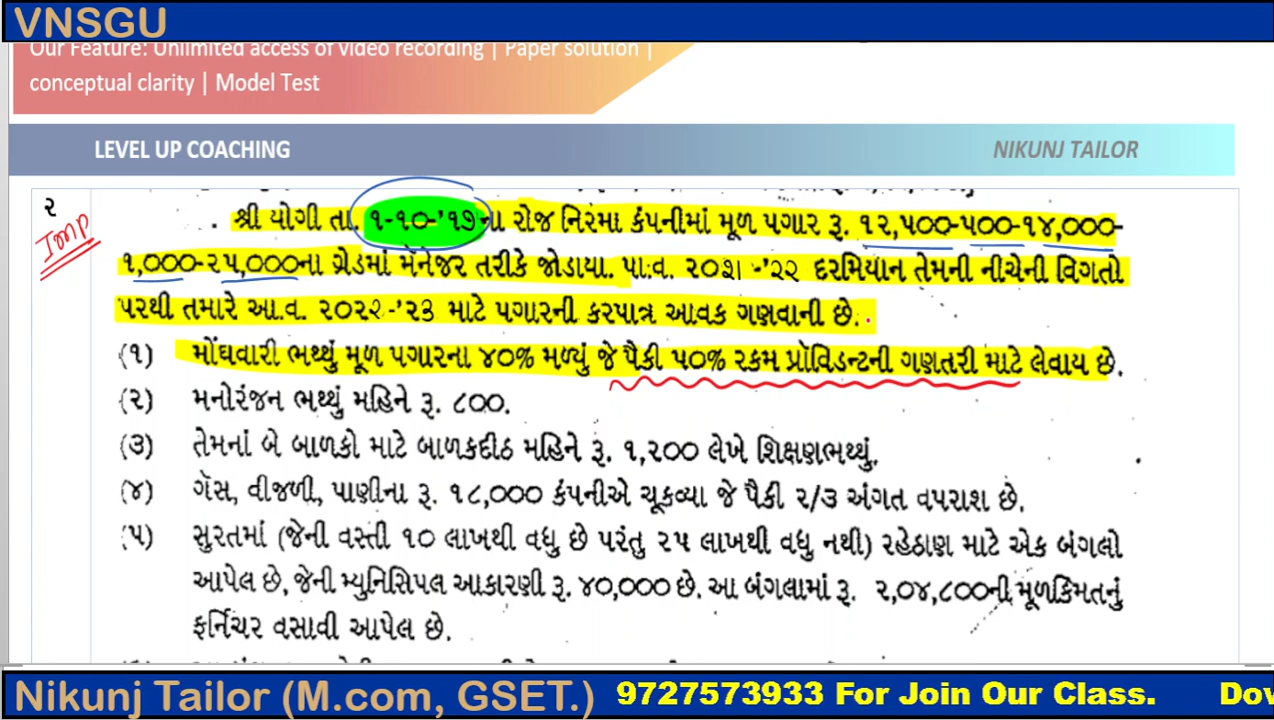 VNSGU
Our Feature: Unlimited access of video recording | Paper solution |
conceptual clarity | Model Test
LEVEL UP COACHING
NIKUNJ TAILOR
૨
Imp
શ્રી યોગી તા. ૧-૧૦-'૧૭ના રોજ નિરમા કંપનીમાં મૂળ પગાર રૂ. ૧૨,૫૦૦-૫૦૦-૧૪,૦૦૦-
૧,૦૦૦-૨૫,૦૦૦ના ગ્રેડમાં મૅનેજર તરીકે જોડાયા. પા.વ. ૨૦૨૧-'૨૨ દરમિયાન તેમની નીચેની વિગતો
પરથી તમારે આ.વ. ૨૦૨૨-'૨૩ માટે પગારની કરપાત્ર આવક ગણવાની છે.
(૧) મોંઘવારી ભથ્થું મૂળ પગારના ૪૦% મળ્યું જે પૈકી ૫૦% રકમ પ્રૉવિડન્ટની ગણતરી માટે લેવાય છે.
(૨) મનોરંજન ભથ્થું મહિને રૂ. ૮૦૦.
(૩) તેમનાં બે બાળકો માટે બાળકદીઠ મહિને રૂ. ૧,૨૦૦ લેખે શિક્ષણભથ્થું.
(૪) ગૅસ, વીજળી, પાણીના રૂ. ૧૮,૦૦૦ કંપનીએ ચૂકવ્યા જે પૈકી ૨/૩ અંગત વપરાશ છે.
(૫) સુરતમાં (જેની વસ્તી ૧૦ લાખથી વધુ છે પરંતુ ૨૫ લાખથી વધુ નથી) રહેઠાણ માટે એક બંગલો
આપેલ છે, જેની મ્યુનિસિપલ આકારણી રૂ. ૪૦,૦૦૦ છે. આ બંગલામાં રૂ. ૨,૦૪,૮૦૦ની મૂળકિંમતનું
ફર્નિચર વસાવી આપેલ છે.
Nikunj Tailor (M.com, GSET.)
9727573933 For Join Our Class.